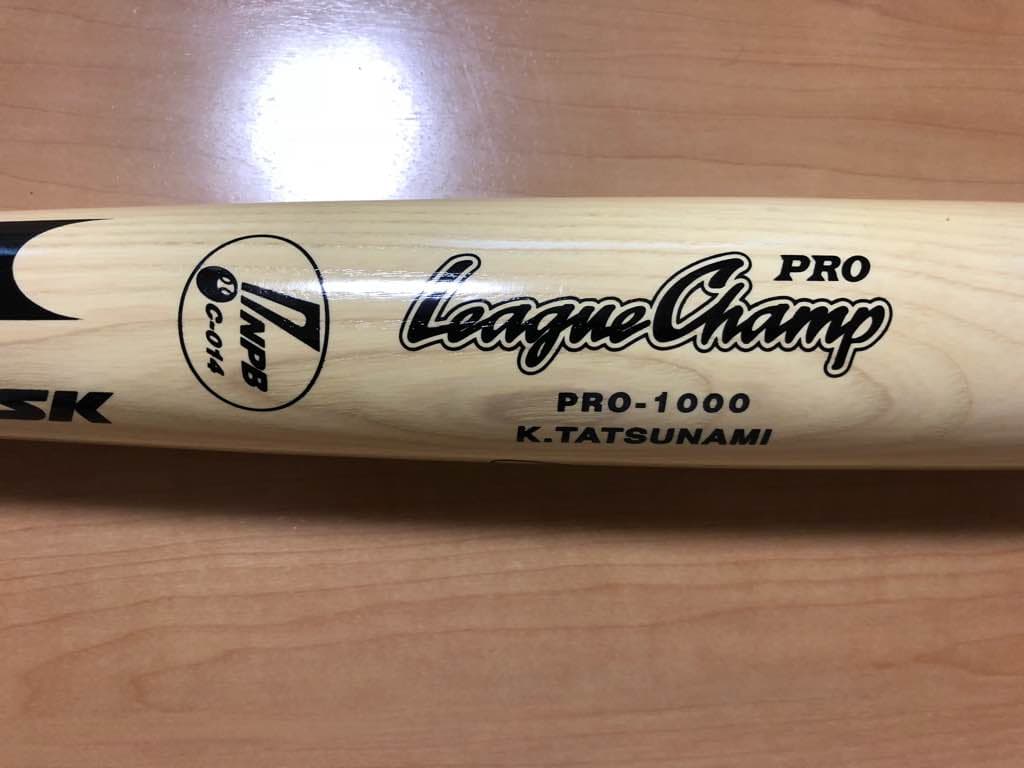 SK
NPB
C-014
League Champ PRO
PRO-1000
K.TATSUNAMI